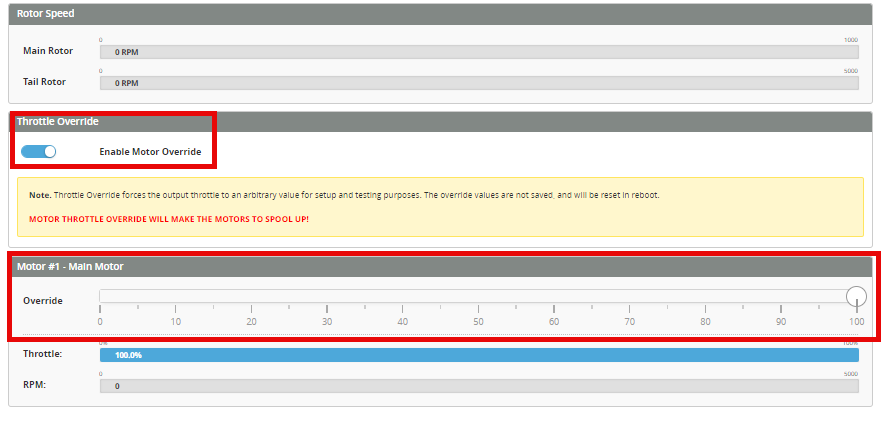 Rotor Speed
0 1000
Main Rotor 0 RPM
0 5000
Tail Rotor 0 RPM
Throttle Override
Enable Motor Override
Note. Throttle Override forces the output throttle to an arbitrary value for setup and testing purposes. The override values are not saved, and will be reset in reboot.
MOTOR THROTTLE OVERRIDE WILL MAKE THE MOTORS TO SPOOL UP!
Motor #1 - Main Motor
Override
0 10 20 30 40 50 60 70 80 90 100
0% 100%
Throttle: 100.0%
0 5000
RPM: 0